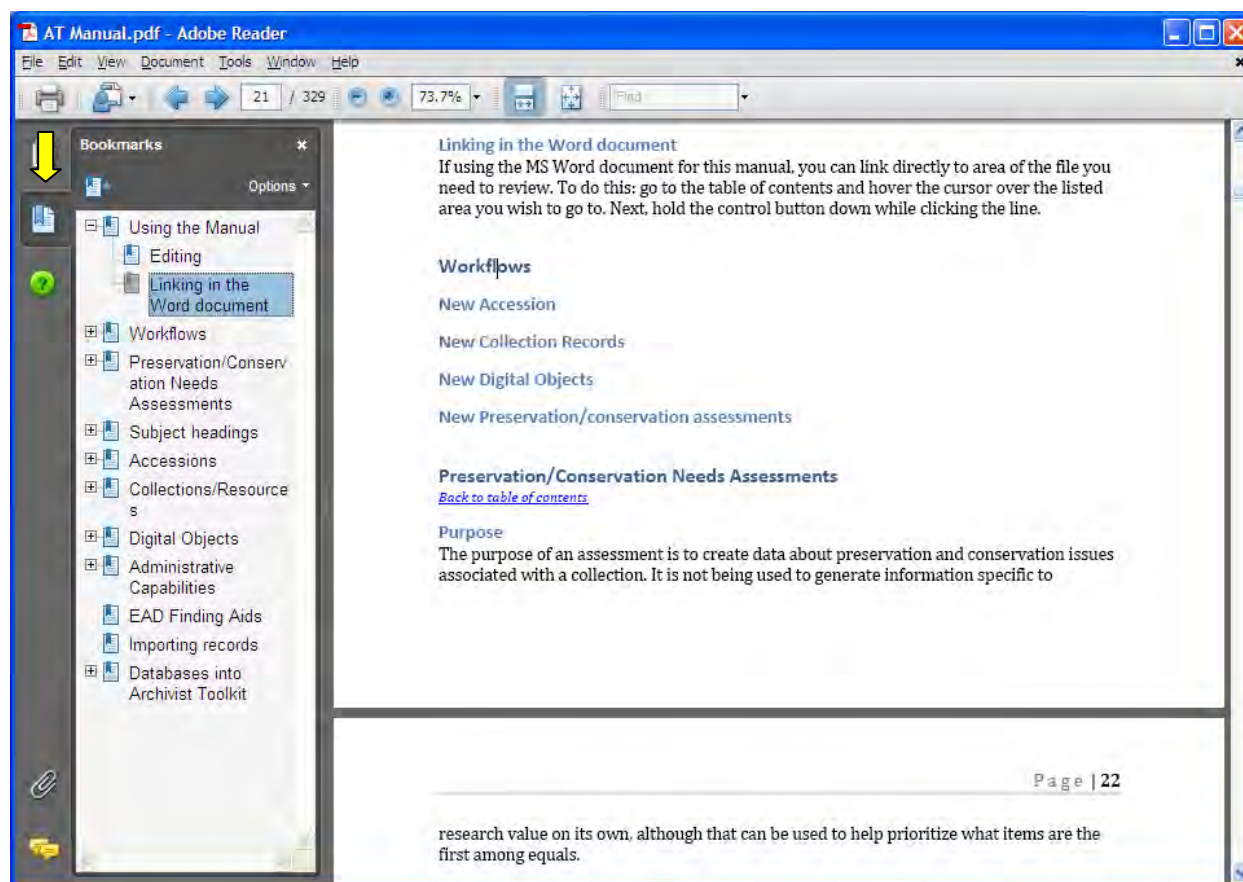 AT Manual.pdf - Adobe Reader
File Edit View Document Tools Window Help
21 / 329 73.7% Find
Bookmarks
Options
Using the Manual
Editing
Linking in the
Word document
Workflows
Preservation/Conserv
ation Needs
Assessments
Subject headings
Accessions
Collections/Resource
s
Digital Objects
Administrative
Capabilities
EAD Finding Aids
Importing records
Databases into
Archivist Toolkit
Linking in the Word document
If using the MS Word document for this manual, you can link directly to area of the file you
need to review. To do this: go to the table of contents and hover the cursor over the listed
area you wish to go to. Next, hold the control button down while clicking the line.
Workflows
New Accession
New Collection Records
New Digital Objects
New Preservation/conservation assessments
Preservation/Conservation Needs Assessments
Back to table of contents
Purpose
The purpose of an assessment is to create data about preservation and conservation issues
associated with a collection. It is not being used to generate information specific to
Page | 22
research value on its own, although that can be used to help prioritize what items are the
first among equals.